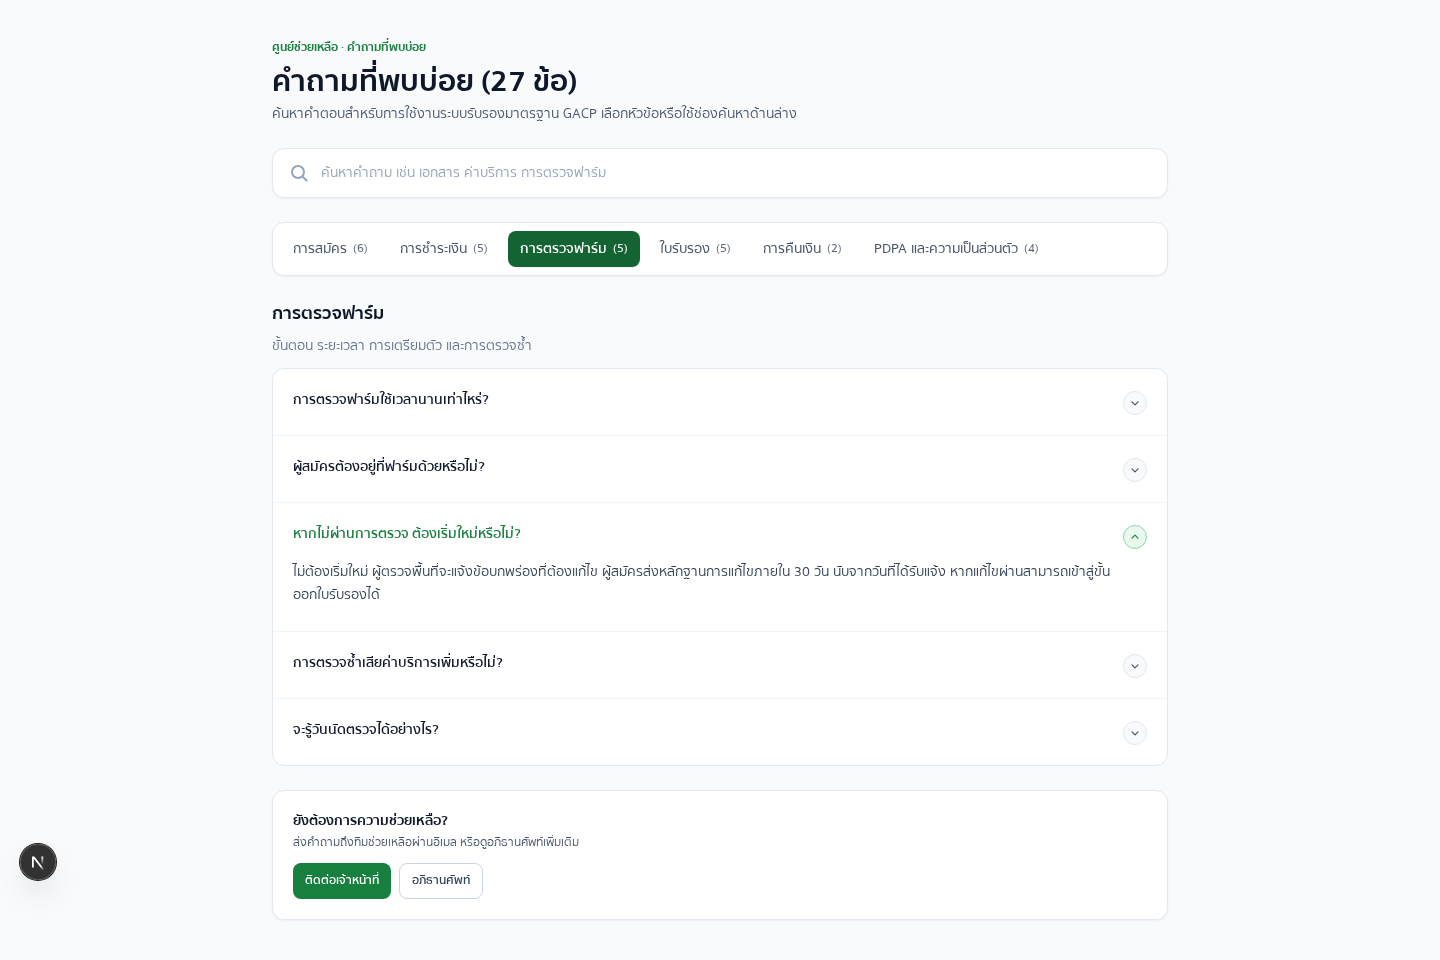 ศูนย์ช่วยเหลือ · คำถามที่พบบ่อย
คำถามที่พบบ่อย (27 ข้อ)
ค้นหาคำตอบสำหรับการใช้งานระบบรับรองมาตรฐาน GACP เลือกหัวข้อหรือใช้ช่องค้นหาด้านล่าง
ค้นหาคำถาม เช่น เอกสาร ค่าบริการ การตรวจฟาร์ม
การสมัคร (6) การชำระเงิน (5) การตรวจฟาร์ม (5) ใบรับรอง (5) การคืนเงิน (2) PDPA และความเป็นส่วนตัว (4)
การตรวจฟาร์ม
ขั้นตอน ระยะเวลา การเตรียมตัว และการตรวจซ้ำ
การตรวจฟาร์มใช้เวลานานเท่าไหร่?
ผู้สมัครต้องอยู่ที่ฟาร์มด้วยหรือไม่?
หากไม่ผ่านการตรวจ ต้องเริ่มใหม่หรือไม่?
ไม่ต้องเริ่มใหม่ ผู้ตรวจพื้นที่จะแจ้งข้อบกพร่องที่ต้องแก้ไข ผู้สมัครส่งหลักฐานการแก้ไขภายใน 30 วัน นับจากวันที่ได้รับแจ้ง หากแก้ไขผ่านสามารถเข้าสู่ขั้น
ออกใบรับรองได้
การตรวจซ้ำเสียค่าบริการเพิ่มหรือไม่?
จะรู้วันนัดตรวจได้อย่างไร?
ยังต้องการความช่วยเหลือ?
ส่งคำถามถึงทีมช่วยเหลือผ่านอีเมล หรือดูอภิธานศัพท์เพิ่มเติม
ติดต่อเจ้าหน้าที่ อภิธานศัพท์
N